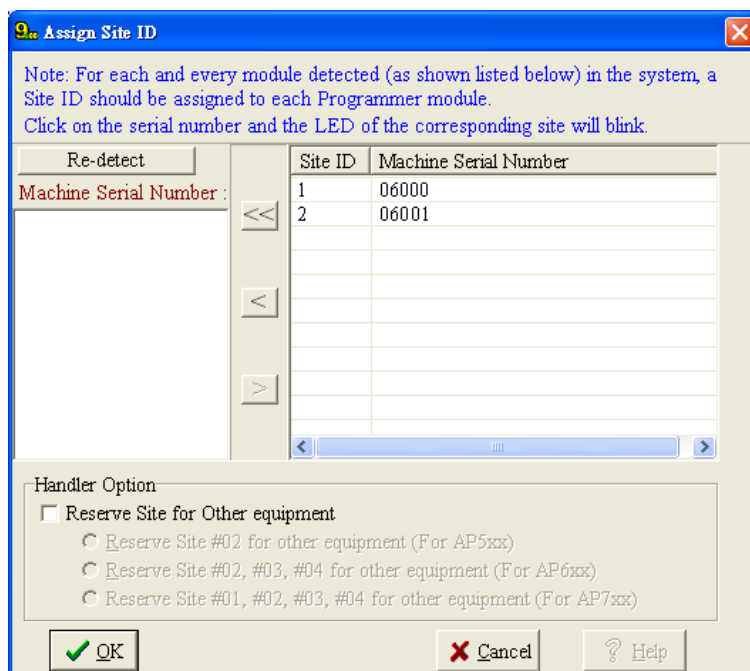 Assign Site ID
Note: For each and every module detected (as shown listed below) in the system, a
Site ID should be assigned to each Programmer module.
Click on the serial number and the LED of the corresponding site will blink.
Re-detect
Machine Serial Number :
<<
<
>
Site ID Machine Serial Number
1 06000
2 06001
Handler Option
Reserve Site for Other equipment
Reserve Site #02 for other equipment (For AP5xx)
Reserve Site #02, #03, #04 for other equipment (For AP6xx)
Reserve Site #01, #02, #03, #04 for other equipment (For AP7xx)
OK
Cancel
? Help